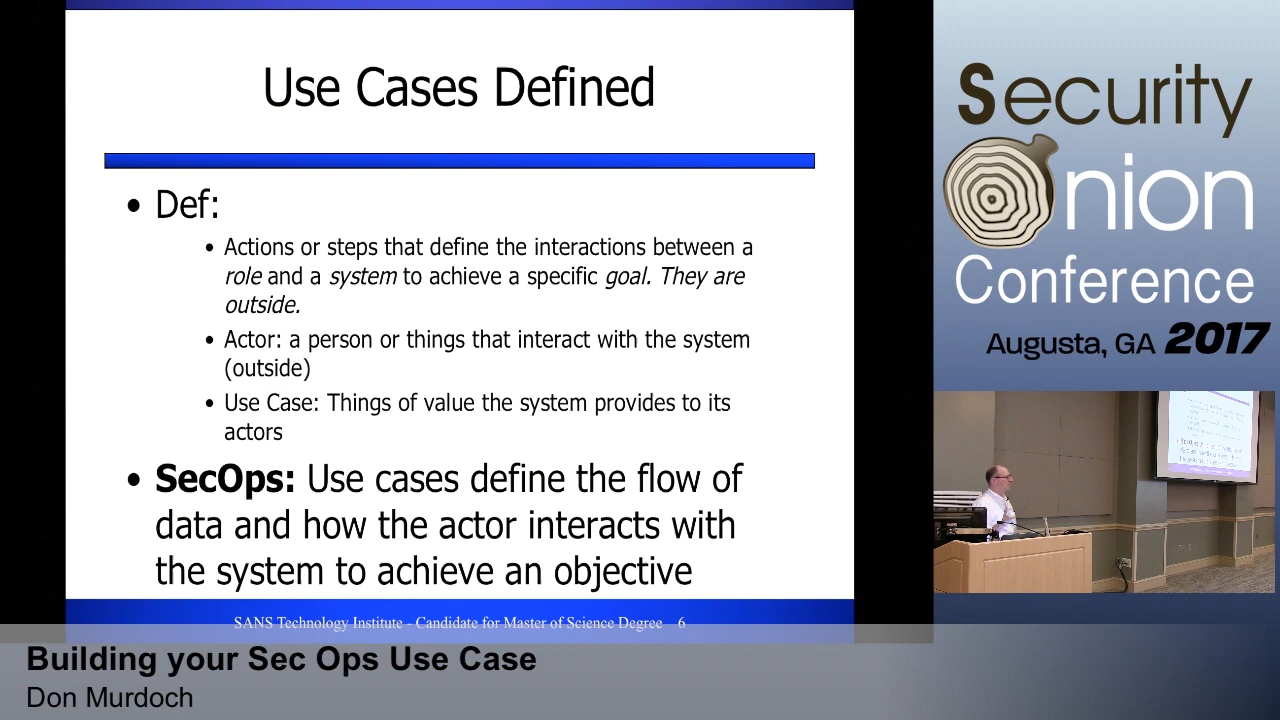 Use Cases Defined
• Def:
• Actions or steps that define the interactions between a
role and a system to achieve a specific goal. They are
outside.
• Actor: a person or things that interact with the system
(outside)
• Use Case: Things of value the system provides to its
actors
• SecOps: Use cases define the flow of
data and how the actor interacts with
the system to achieve an objective
SANS Technology Institute - Candidate for Master of Science Degree 6
Security
Onion
Conference
Augusta, GA 2017
Building your Sec Ops Use Case
Don Murdoch